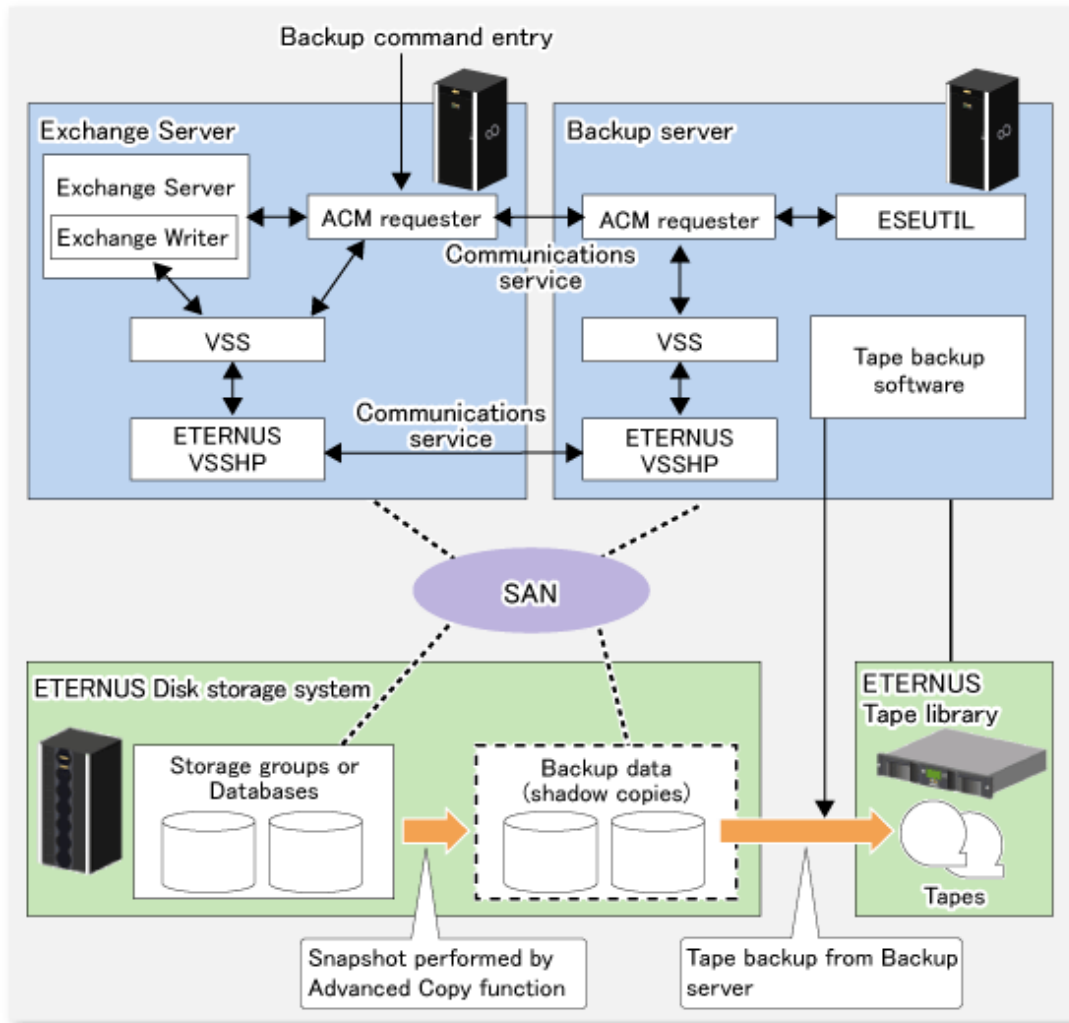 Backup command entry
Exchange Server
Exchange Server
Exchange Writer
ACM requester
VSS
ETERNUS
VSSHP
Communications
service
Communications
service
Backup server
ACM requester
ESEUTIL
VSS
Tape backup
software
ETERNUS
VSSHP
SAN
ETERNUS Disk storage system
Storage groups or
Databases
Backup data
(shadow copies)
ETERNUS
Tape library
Tapes
Snapshot performed by
Advanced Copy function
Tape backup from Backup
server